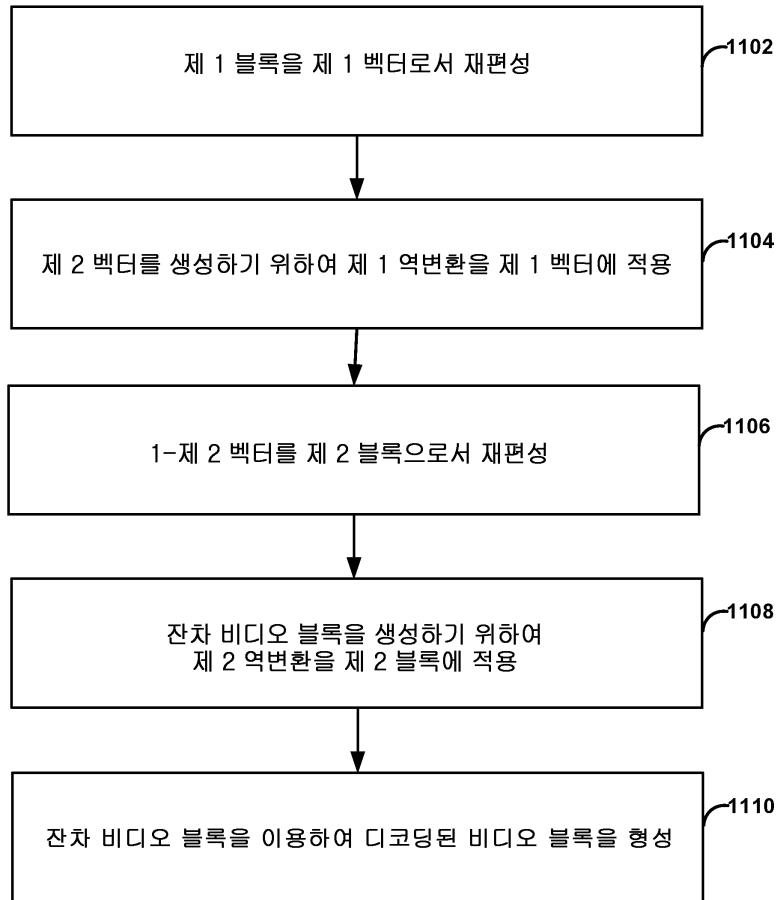 제 1 블록을 제 1 벡터로서 재편성
1102
제 2 벡터를 생성하기 위하여 제 1 역변환을 제 1 벡터에 적용
1104
1-제 2 벡터를 제 2 블록으로서 재편성
1106
잔차 비디오 블록을 생성하기 위하여
제 2 역변환을 제 2 블록에 적용
1108
잔차 비디오 블록을 이용하여 디코딩된 비디오 블록을 형성
1110